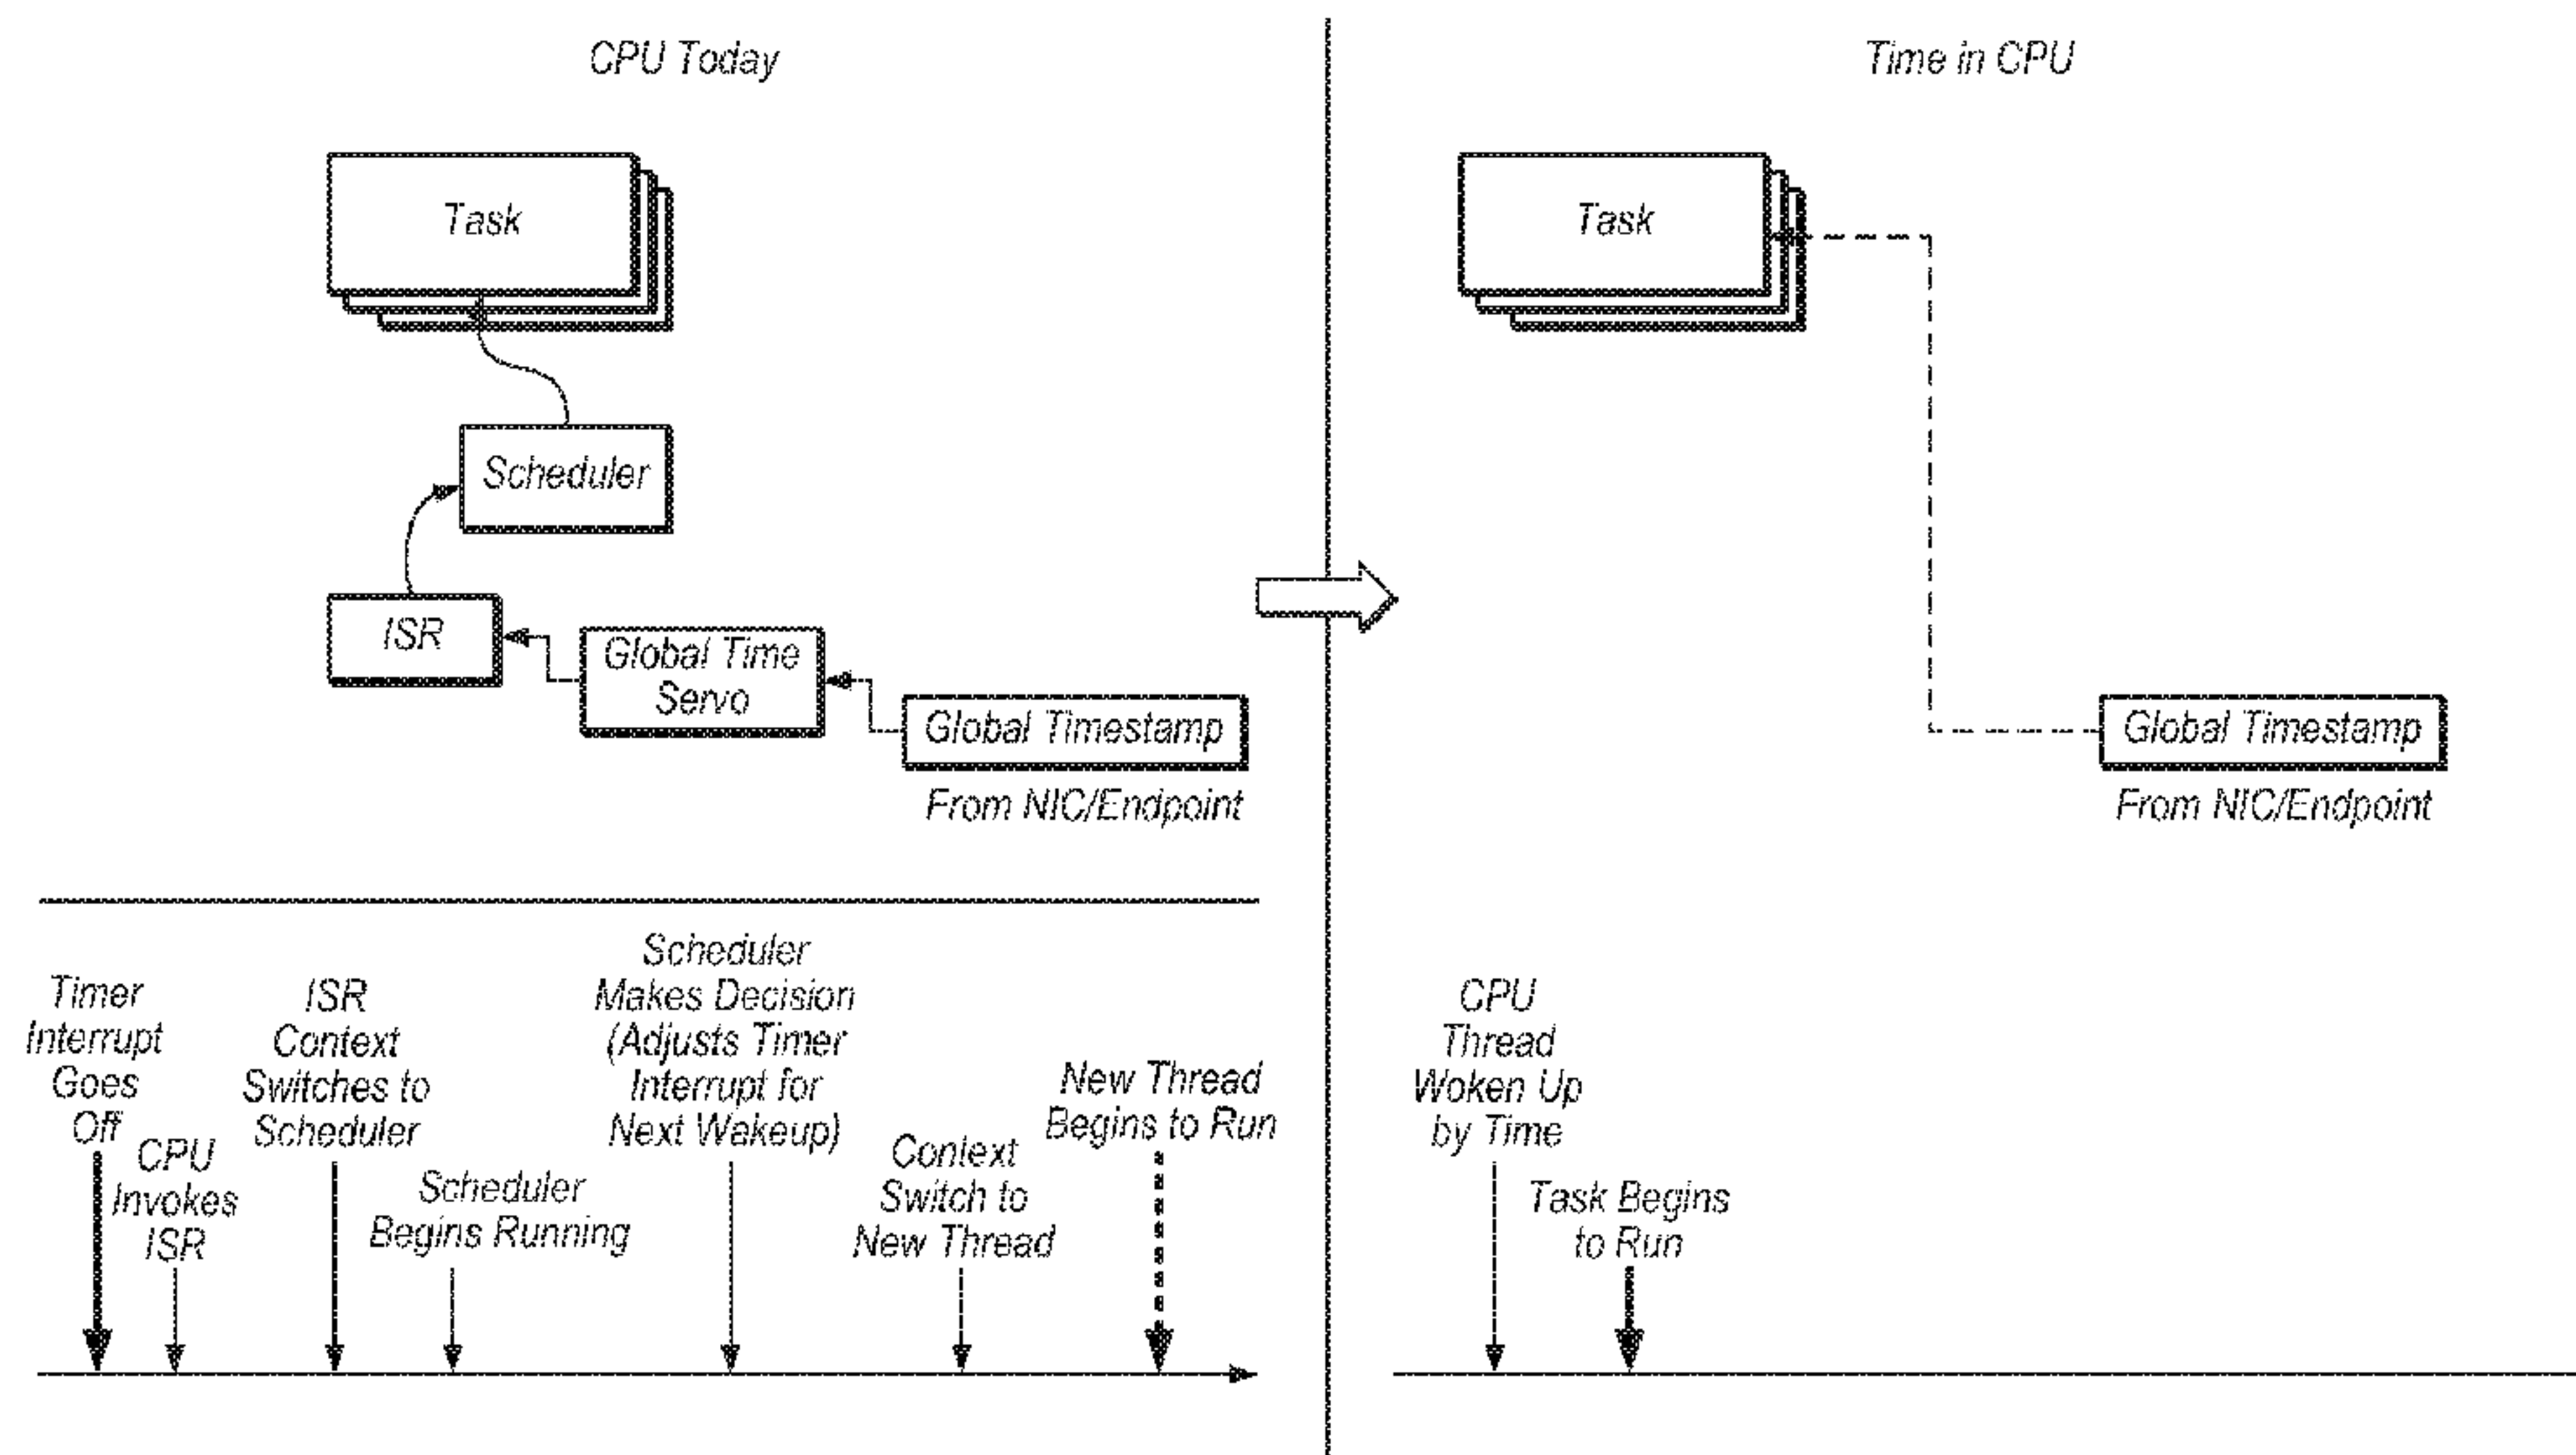 CPU Today
Time in CPU
Task
Scheduler
ISR
Global Time
Servo
Global Timestamp
From NIC/Endpoint
Task
Global Timestamp
From NIC/Endpoint
Timer
Interrupt
Goes
Off
CPU
Invokes
ISR
ISR
Context
Switches to
Scheduler
Scheduler
Begins Running
Scheduler
Makes Decision
(Adjusts Timer
Interrupt for
Next Wakeup)
Context
Switch to
New Thread
New Thread
Begins to Run
CPU
Thread
Woken Up
by Time
Task Begins
to Run